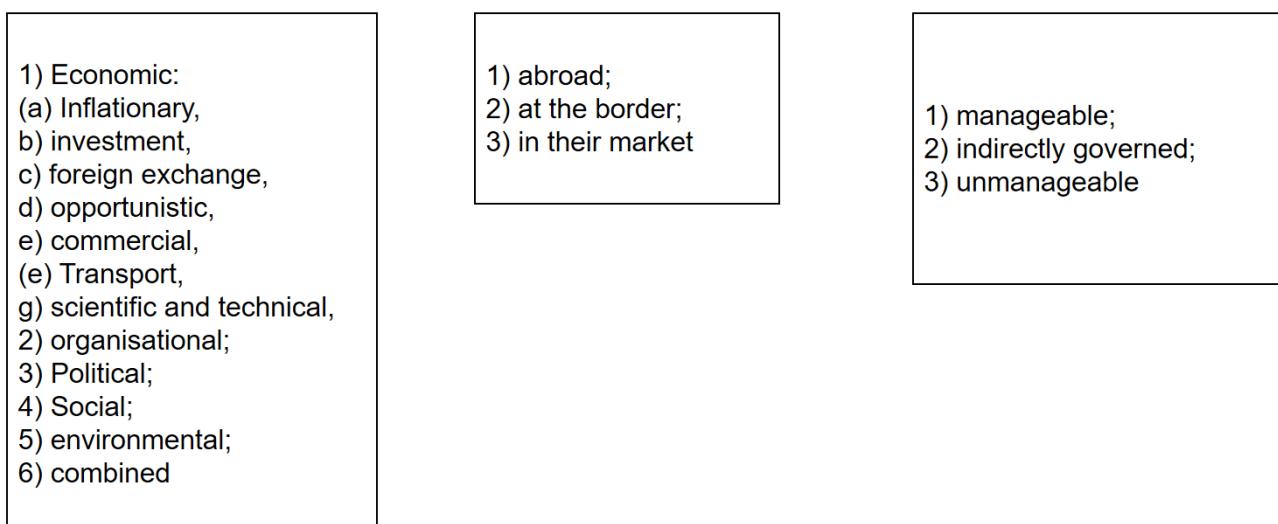 1) Economic:
(a) Inflationary,
b) investment,
c) foreign exchange,
d) opportunistic,
e) commercial,
(e) Transport,
g) scientific and technical,
2) organisational;
3) Political;
4) Social;
5) environmental;
6) combined
1) abroad;
2) at the border;
3) in their market
1) manageable;
2) indirectly governed;
3) unmanageable